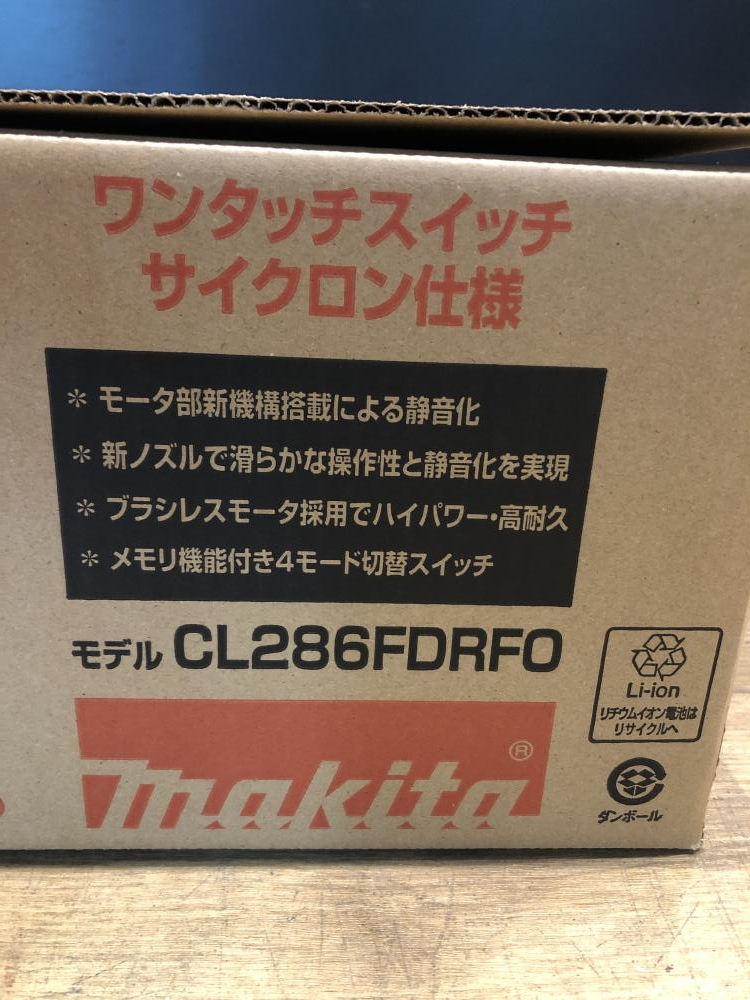 ワンタッチスイッチ
サイクロン仕様
＊モータ部新機構搭載による静音化
＊新ノズルで滑らかな操作性と静音化を実現
＊ブラシレスモータ採用でハイパワー・高耐久
＊メモリ機能付き4モード切替スイッチ
モデル CL286FDRFO
Li-ion
リチウムイオン電池は
リサイクルへ
makita®
ダンボール